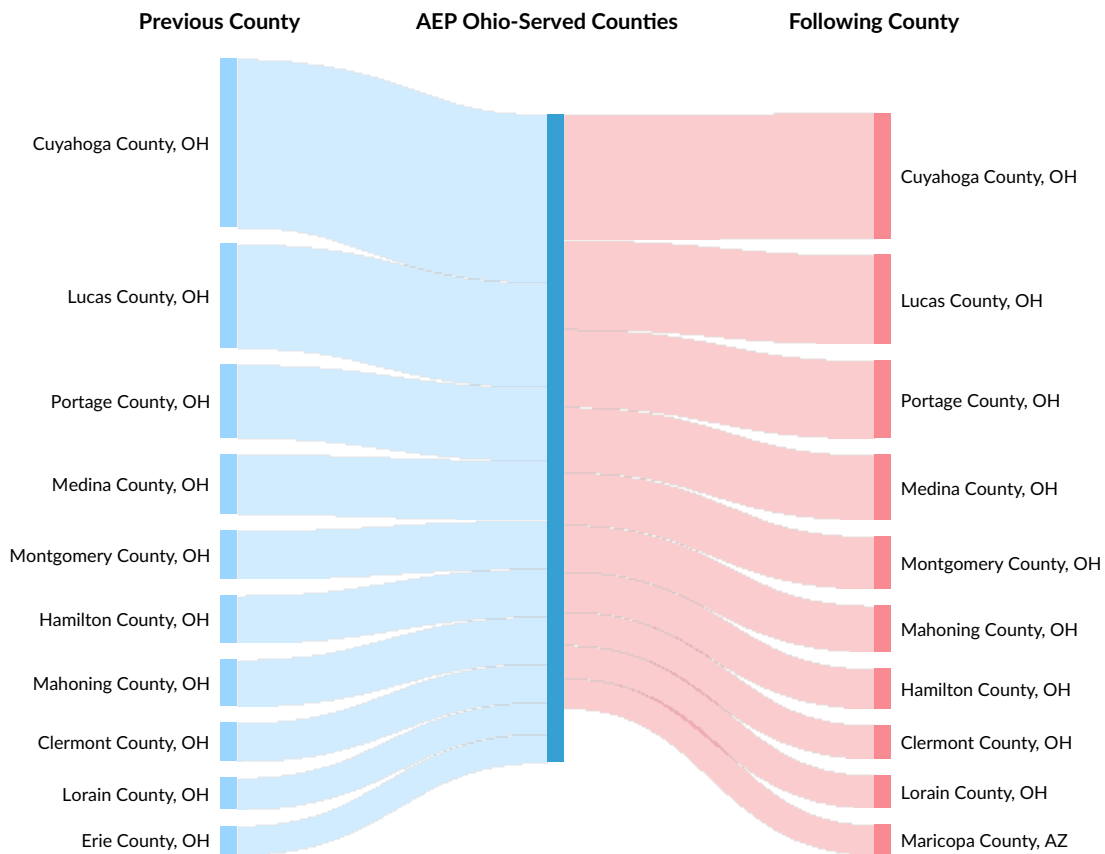 Previous County
AEP Ohio-Served Counties
Following County
Cuyahoga County, OH
Lucas County, OH
Portage County, OH
Medina County, OH
Montgomery County, OH
Hamilton County, OH
Mahoning County, OH
Clermont County, OH
Lorain County, OH
Erie County, OH
Cuyahoga County, OH
Lucas County, OH
Portage County, OH
Medina County, OH
Montgomery County, OH
Mahoning County, OH
Hamilton County, OH
Clermont County, OH
Lorain County, OH
Maricopa County, AZ